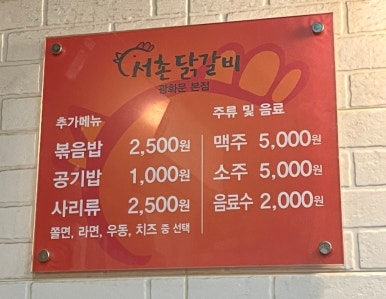 서촌닭갈비
광화문 본점
추가메뉴
볶음밥 2,500원
공기밥 1,000원
사리류 2,500원
쫄면, 라면, 우동, 치즈 중 선택
주류 및 음료
맥주 5,000원
소주 5,000원
음료수 2,000원